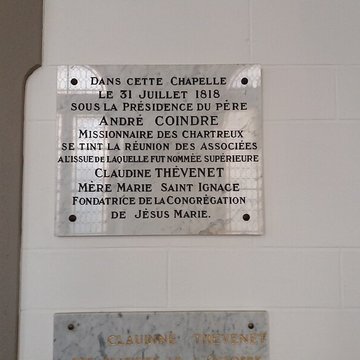 DANS CETTE CHAPELLE
LE 31 JUILLET 1818
SOUS LA PRÉSIDENCE DU PÈRE
ANDRÉ COINDRE
MISSIONNAIRE DES CHARTREUX
SE TINT LA RÉUNION DES ASSOCIÉES
A L'ISSUE DE LAQUELLE FUT NOMMÉE SUPÉRIEURE
CLAUDINE THÉVENET
MÈRE MARIE SAINT IGNACE
FONDATRICE DE LA CONGRÉGATION
DE JÉSUS MARIE.
CLAUDINE THEVENET